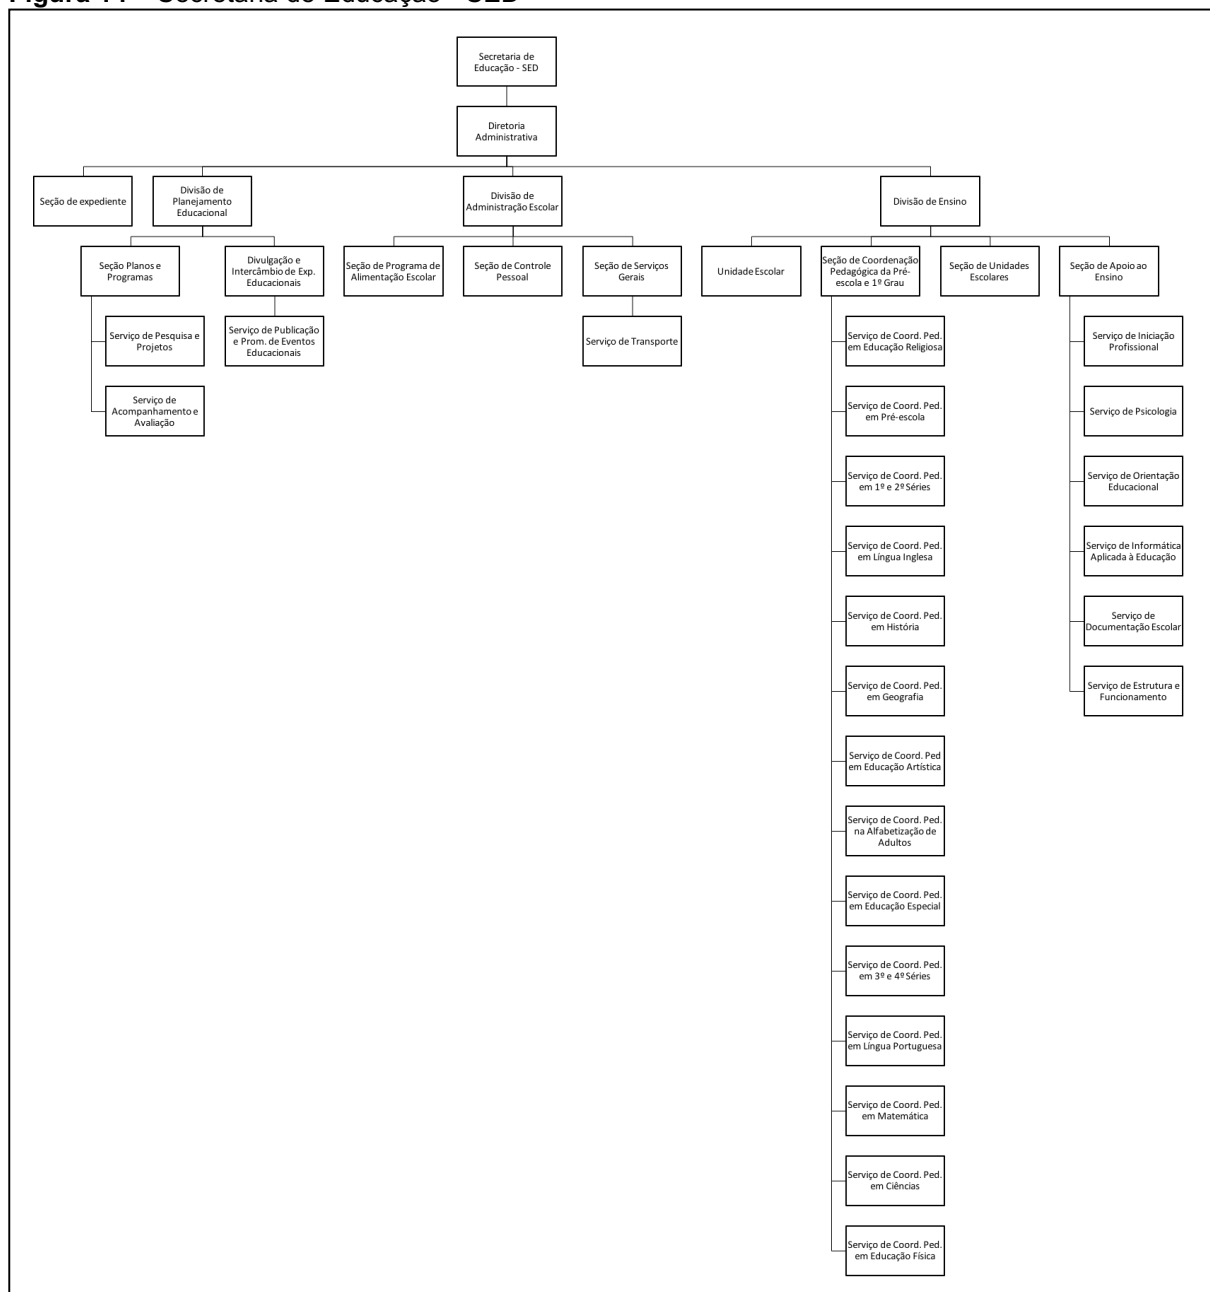 Secretaria de
Educação - SED
Diretoria
Administrativa
Seção de expediente
Divisão de
Planejamento
Educacional
Divisão de
Administração Escolar
Divisão de Ensino
Seção Planos e
Programas
Divulgação e
Intercâmbio de Exp.
Educacionais
Seção de Programa de
Alimentação Escolar
Seção de Controle
Pessoal
Seção de Serviços
Gerais
Unidade Escolar
Seção de Coordenação
Pedagógica da Pré-
escola e 1º Grau
Seção de Unidades
Escolares
Seção de Apoio ao
Ensino
Serviço de Pesquisa e
Projetos
Serviço de
Acompanhamento e
Avaliação
Serviço de Publicação
e Prom. de Eventos
Educacionais
Serviço de Transporte
Serviço de Coord. Ped.
em Educação Religiosa
Serviço de Coord. Ped.
em Pré-escola
Serviço de Coord. Ped.
em 1º e 2º Séries
Serviço de Coord. Ped.
em Língua Inglesa
Serviço de Coord. Ped.
em História
Serviço de Coord. Ped.
em Geografia
Serviço de Coord. Ped
em Educação Artística
Serviço de Coord. Ped.
na Alfabetização de
Adultos
Serviço de Coord. Ped.
em Educação Especial
Serviço de Coord. Ped.
em 3º e 4º Séries
Serviço de Coord. Ped.
em Língua Portuguesa
Serviço de Coord. Ped.
em Matemática
Serviço de Coord. Ped.
em Ciências
Serviço de Coord. Ped.
em Educação Física
Serviço de Iniciação
Profissional
Serviço de Psicologia
Serviço de Orientação
Educacional
Serviço de Informática
Aplicada à Educação
Serviço de
Documentação Escolar
Serviço de Estrutura e
Funcionamento